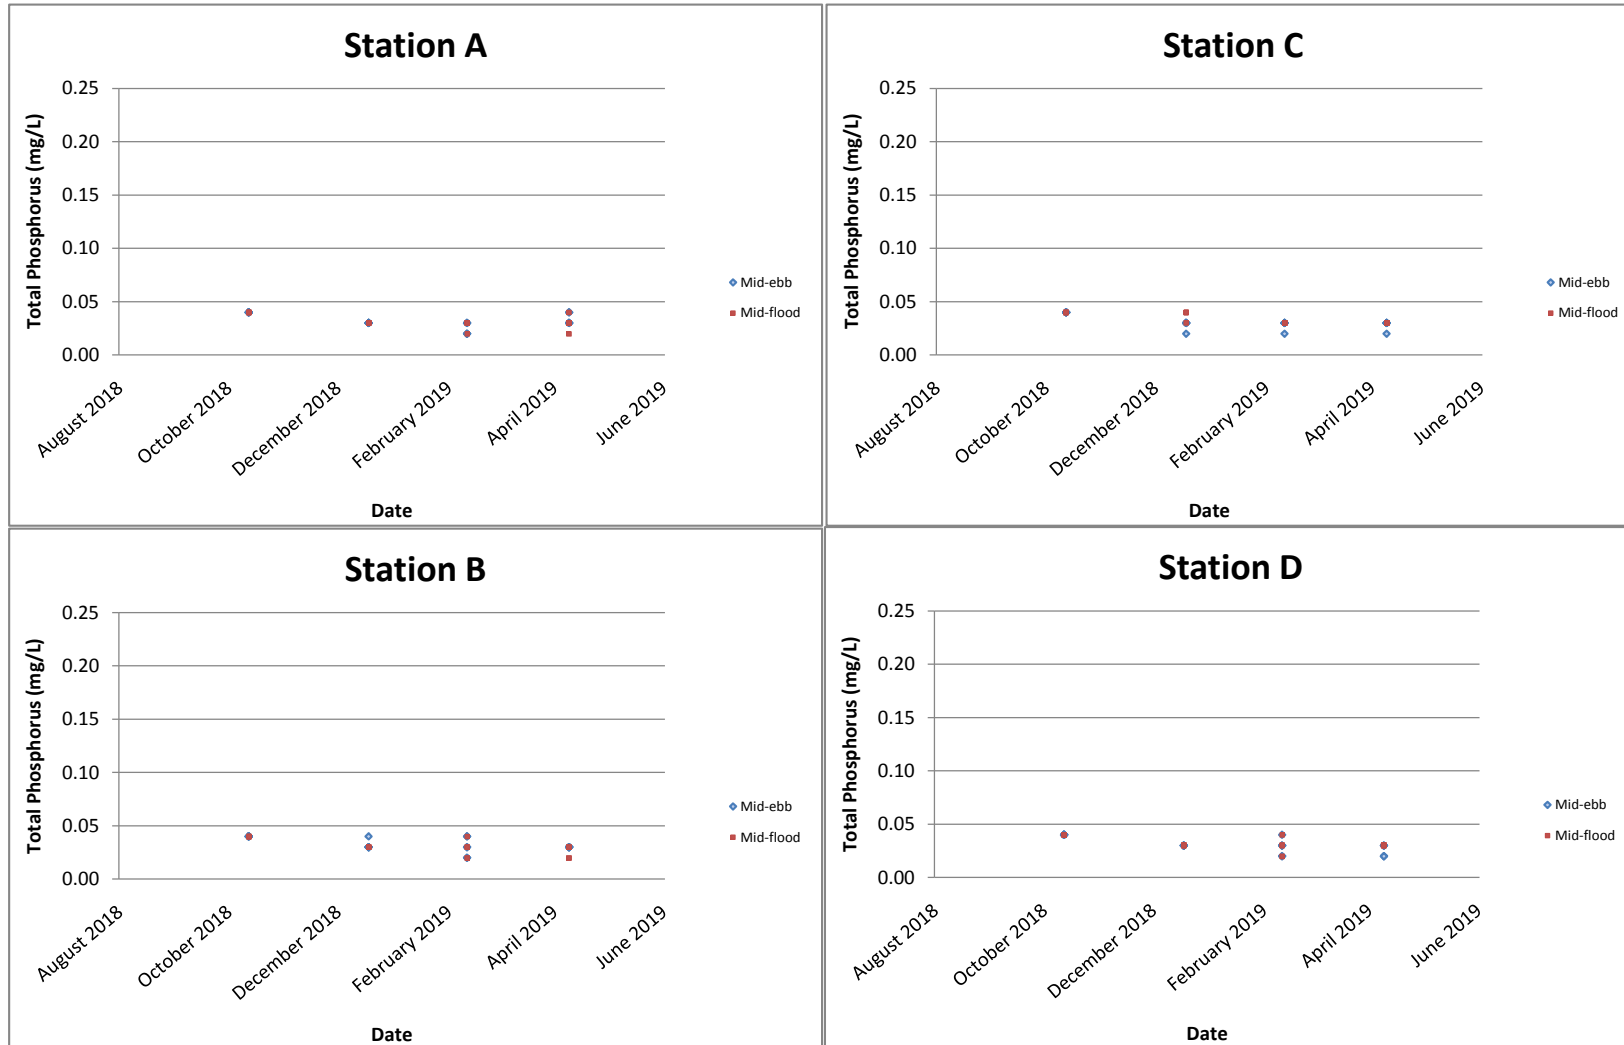 Station A
Total Phosphorus (mg/L)
0.25
0.20
0.15
0.10
0.05
0.00
August 2018
October 2018
December 2018
February 2019
April 2019
June 2019
Date
Mid-ebb
Mid-flood
Station C
Total Phosphorus (mg/L)
0.25
0.20
0.15
0.10
0.05
0.00
August 2018
October 2018
December 2018
February 2019
April 2019
June 2019
Date
Mid-ebb
Mid-flood
Station B
Total Phosphorus (mg/L)
0.25
0.20
0.15
0.10
0.05
0.00
August 2018
October 2018
December 2018
February 2019
April 2019
June 2019
Date
Mid-ebb
Mid-flood
Station D
Total Phosphorus (mg/L)
0.25
0.20
0.15
0.10
0.05
0.00
August 2018
October 2018
December 2018
February 2019
April 2019
June 2019
Date
Mid-ebb
Mid-flood